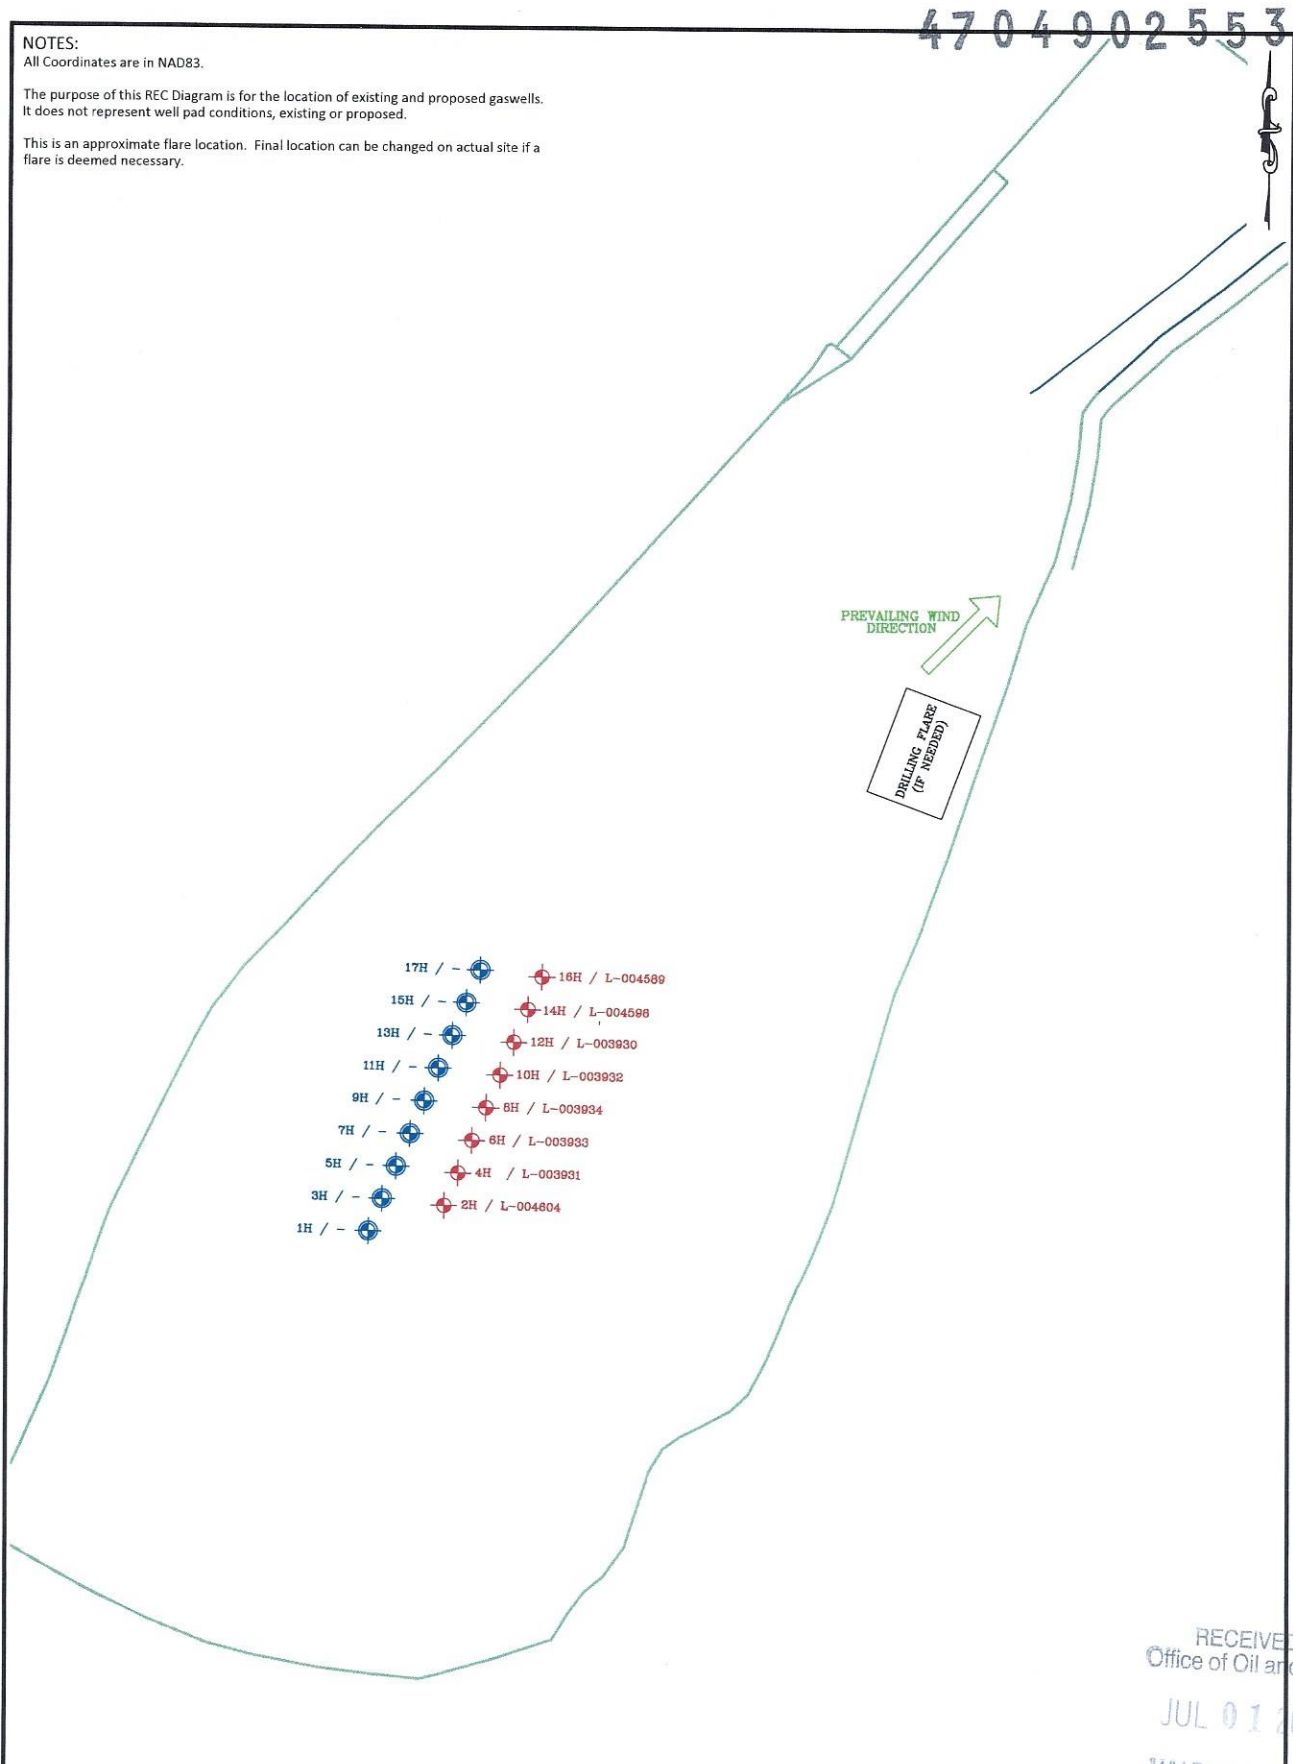 4704902553
NOTES:
All Coordinates are in NAD83.
The purpose of this REC Diagram is for the location of existing and proposed gaswells.
It does not represent well pad conditions, existing or proposed.
This is an approximate flare location. Final location can be changed on actual site if a
flare is deemed necessary.
PREVAILING WIND
DIRECTION
DRILLING FLARE
(IF NEEDED)
17H / -
16H / L-004589
15H / -
14H / L-004598
13H / -
12H / L-003930
11H / -
10H / L-003932
9H / -
8H / L-003934
7H / -
6H / L-003933
5H / -
4H / L-003931
3H / -
2H / L-004604
1H / -
RECEIVE
Office of Oil an
JUL 01